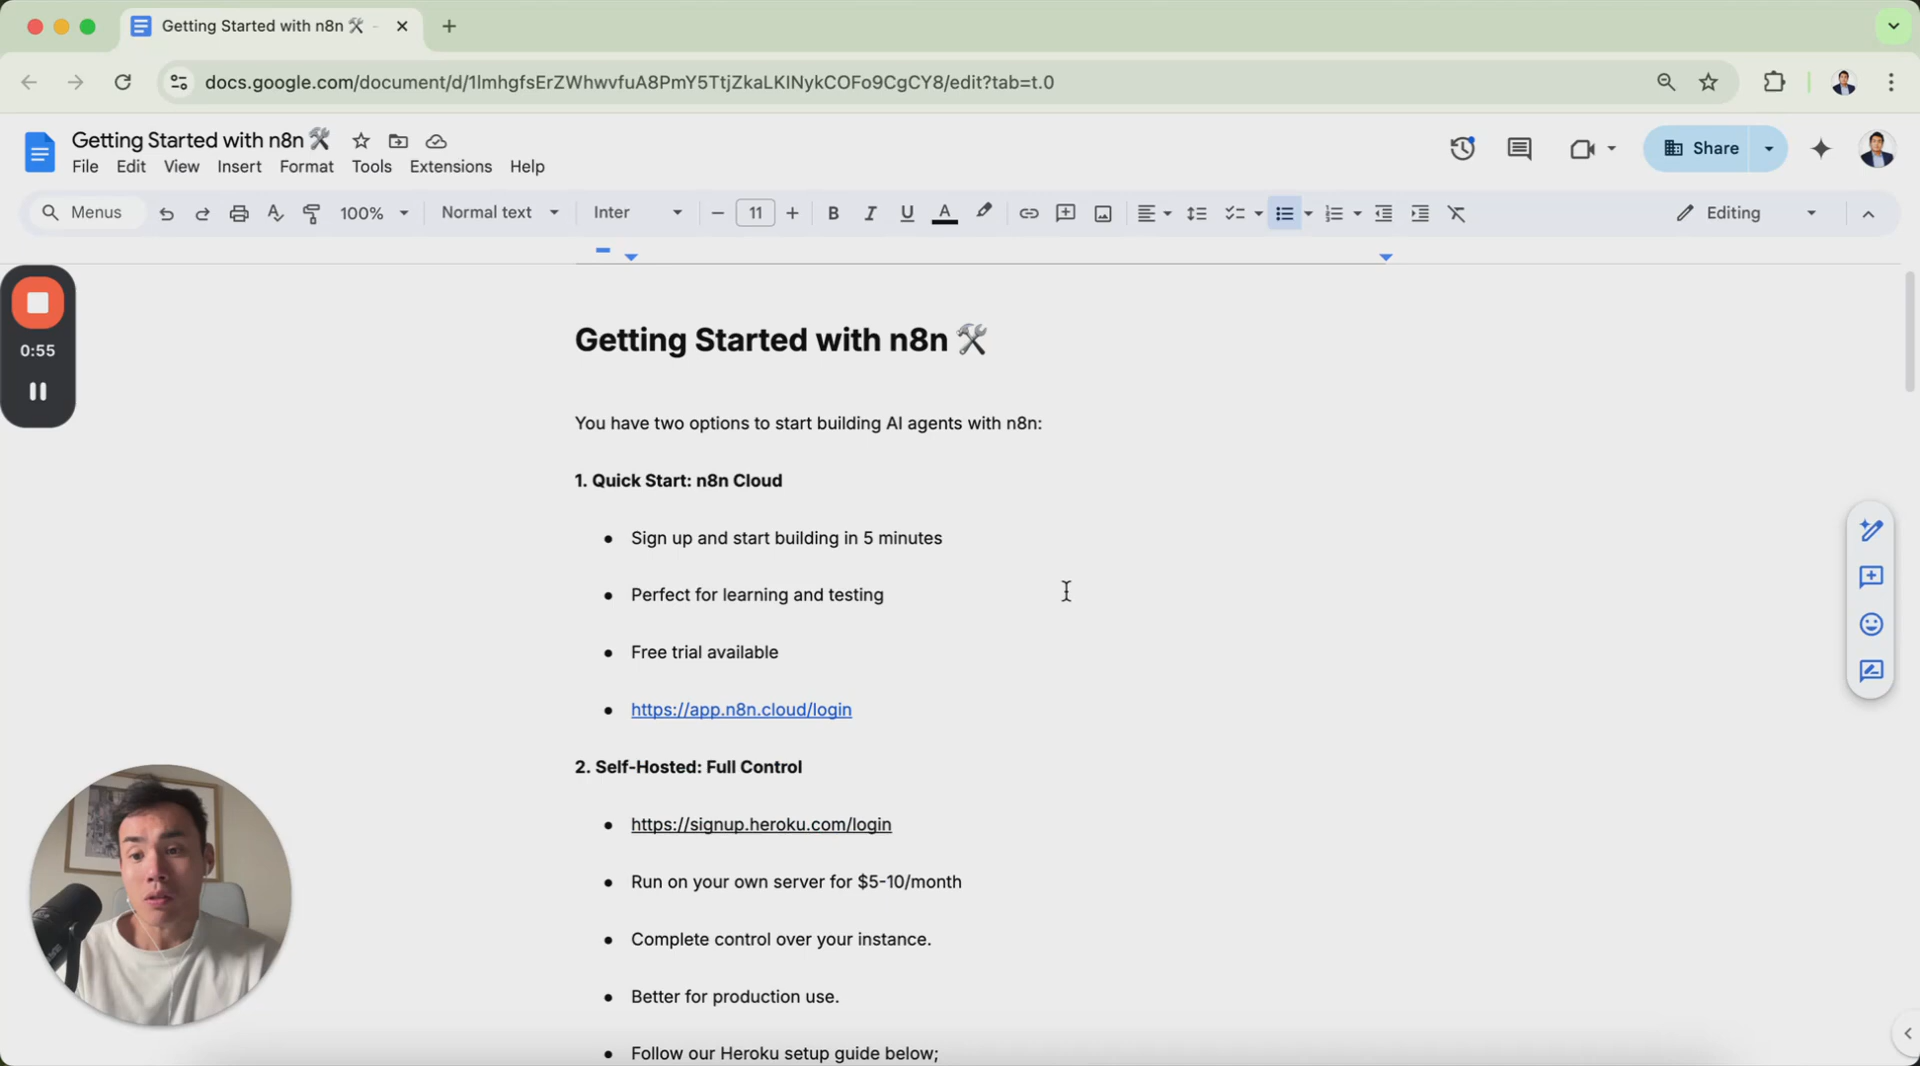 Getting Started with n8n 🛠 -
docs.google.com/document/d/1lmhgfsErZWhwvfuA8PmY5TtjZkaLKlNykCOFo9CgCY8/edit?tab=t.0
Getting Started with n8n 🛠
File Edit View Insert Format Tools Extensions Help
Share
Menus 100% Normal text Inter 11 B I U A Editing
0:55
Getting Started with n8n 🛠
You have two options to start building AI agents with n8n:
1. Quick Start: n8n Cloud
● Sign up and start building in 5 minutes
● Perfect for learning and testing
● Free trial available
● https://app.n8n.cloud/login
2. Self-Hosted: Full Control
● https://signup.heroku.com/login
● Run on your own server for $5-10/month
● Complete control over your instance.
● Better for production use.
● Follow our Heroku setup guide below;